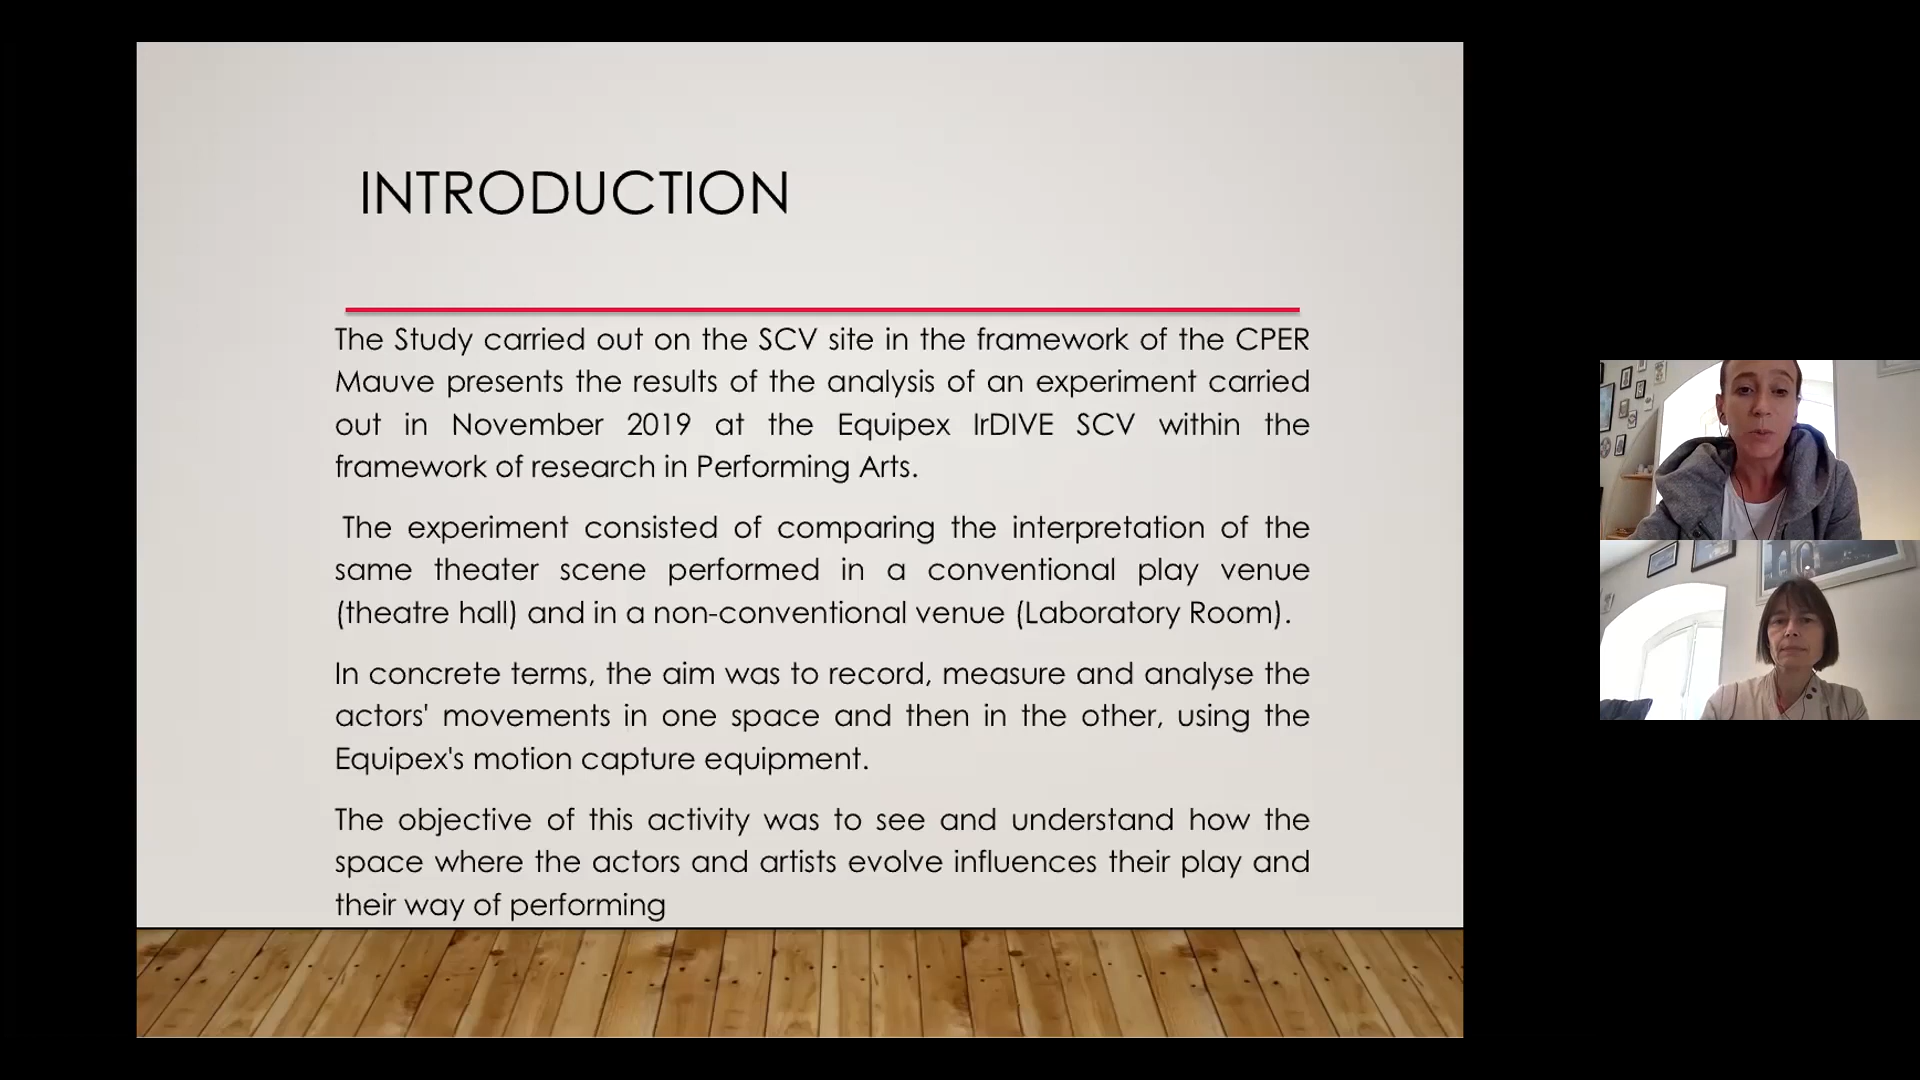 INTRODUCTION
The Study carried out on the SCV site in the framework of the CPER
Mauve presents the results of the analysis of an experiment carried
out in November 2019 at the Equipex IrDIVE SCV within the
framework of research in Performing Arts.
The experiment consisted of comparing the interpretation of the
same theater scene performed in a conventional play venue
(theatre hall) and in a non-conventional venue (Laboratory Room).
In concrete terms, the aim was to record, measure and analyse the
actors' movements in one space and then in the other, using the
Equipex's motion capture equipment.
The objective of this activity was to see and understand how the
space where the actors and artists evolve influences their play and
their way of performing